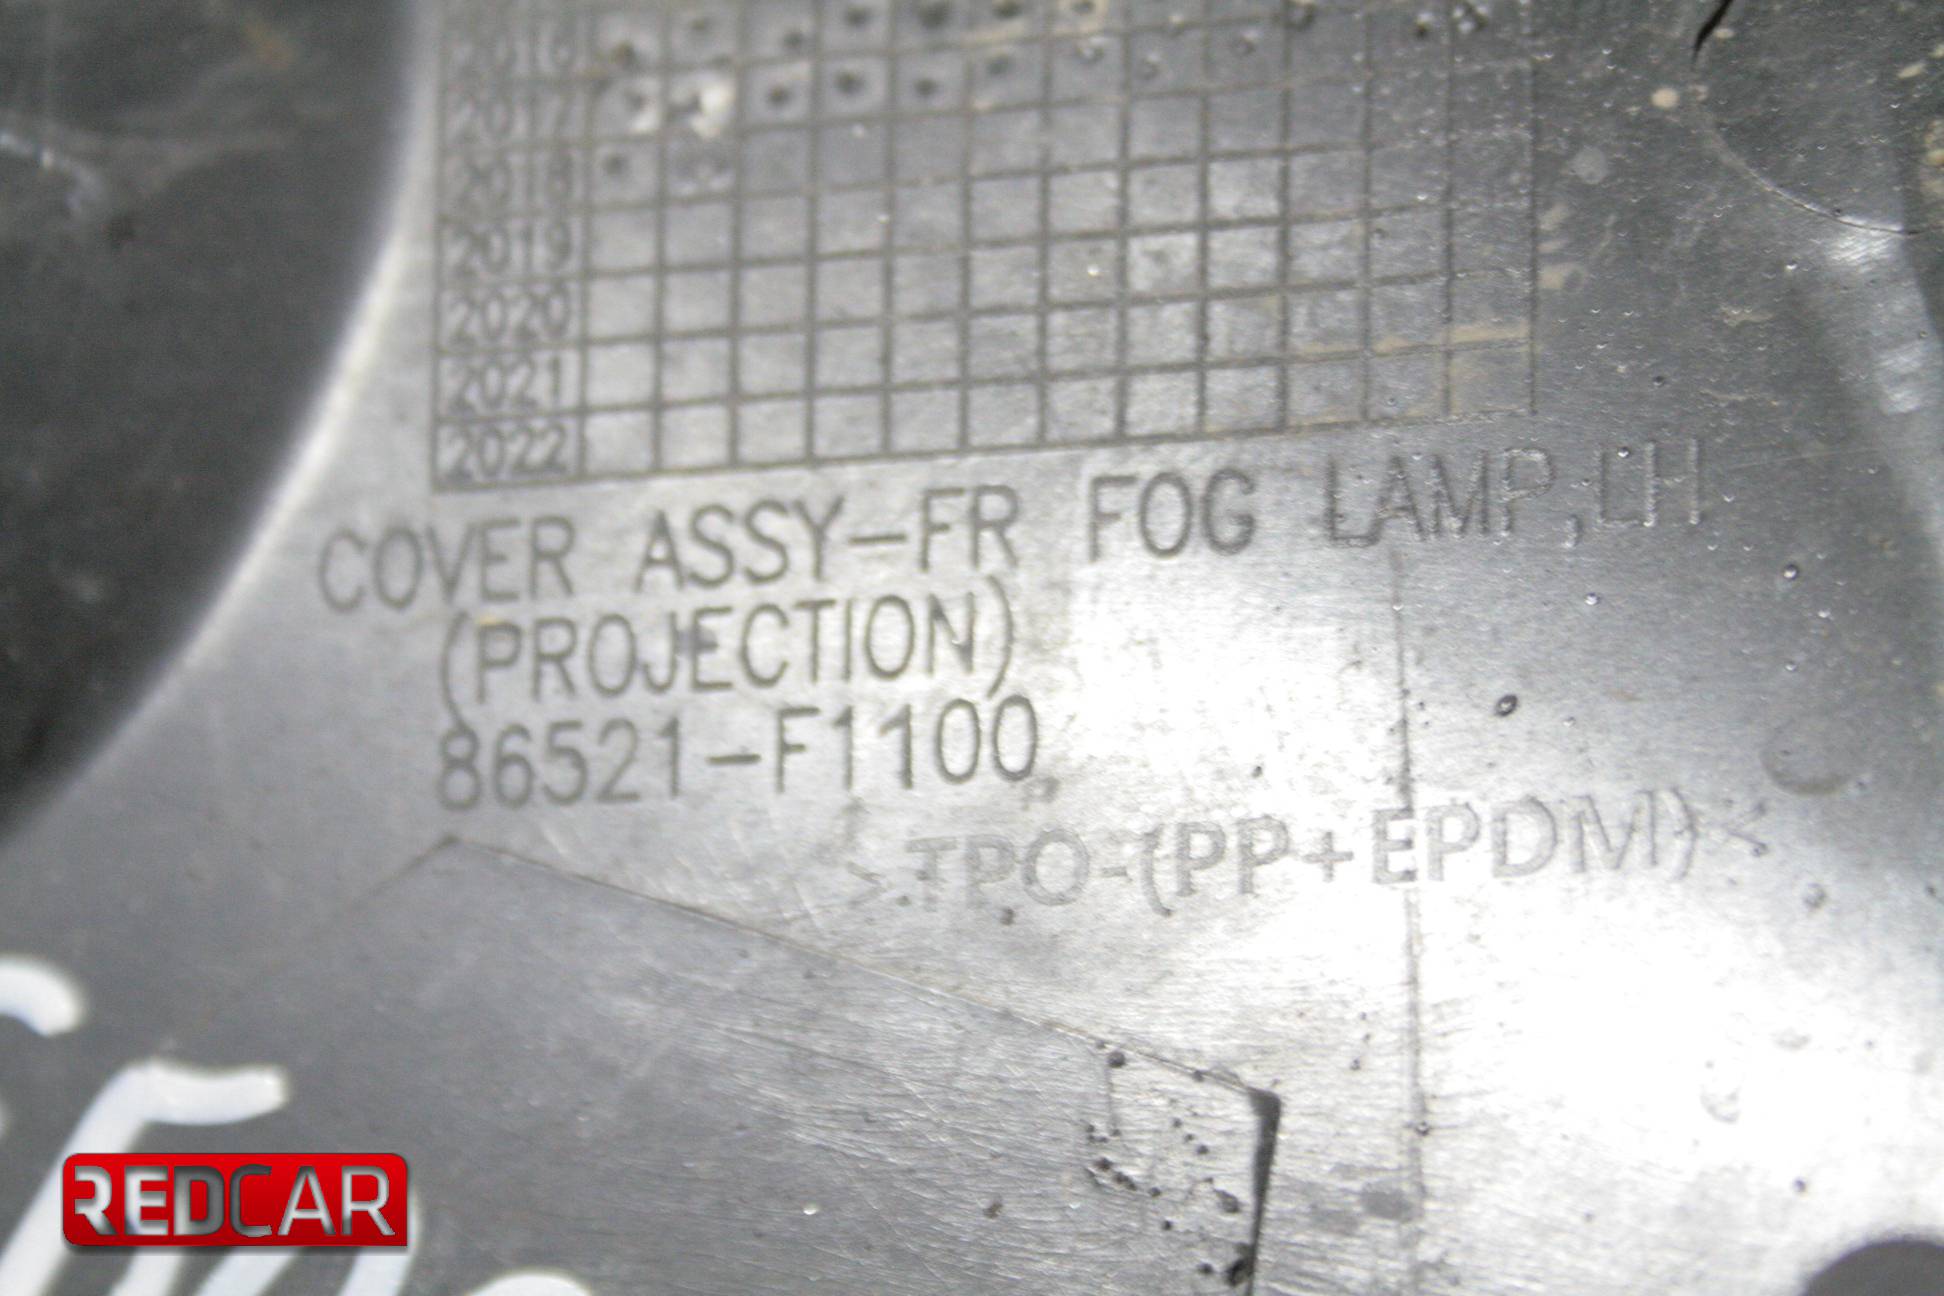 2016
2017
2018
2019
2020
2021
2022
COVER ASSY-FR FOG LAMP,LH
(PROJECTION)
86521-F1100
>TPO-(PP+EPDM)<
REDCAR